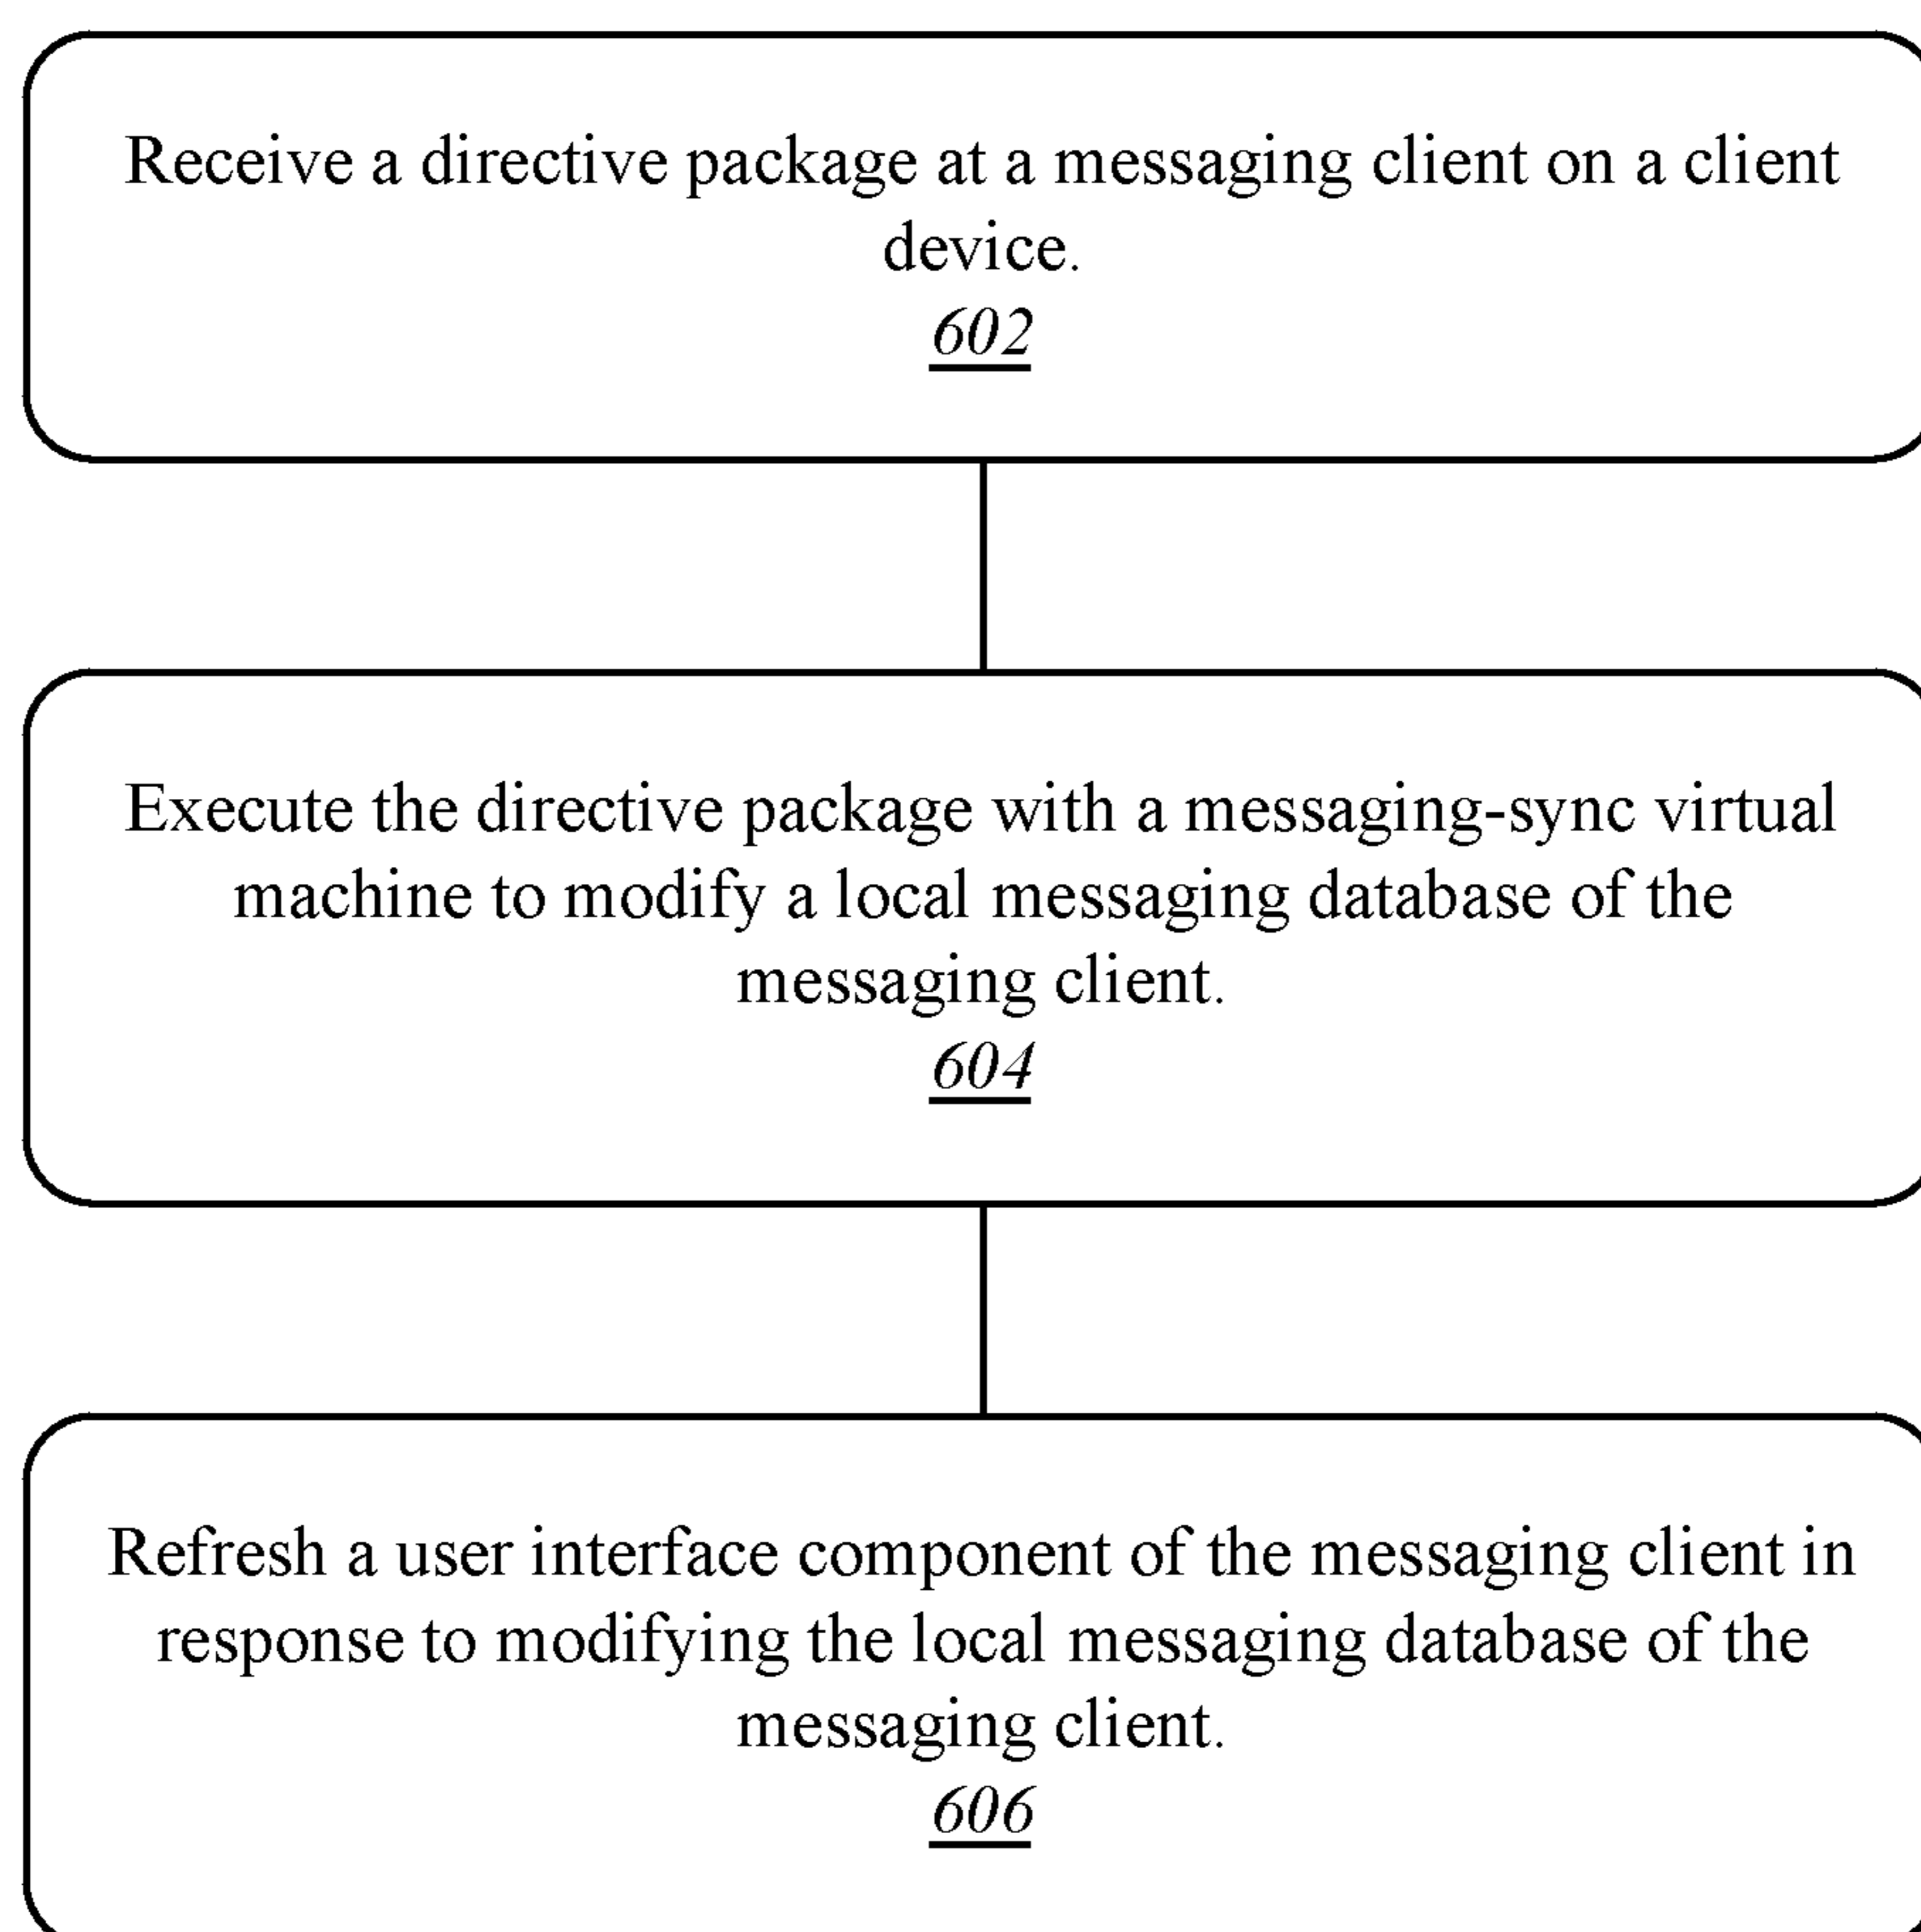 Receive a directive package at a messaging client on a client
device.
602
Execute the directive package with a messaging-sync virtual
machine to modify a local messaging database of the
messaging client.
604
Refresh a user interface component of the messaging client in
response to modifying the local messaging database of the
messaging client.
606